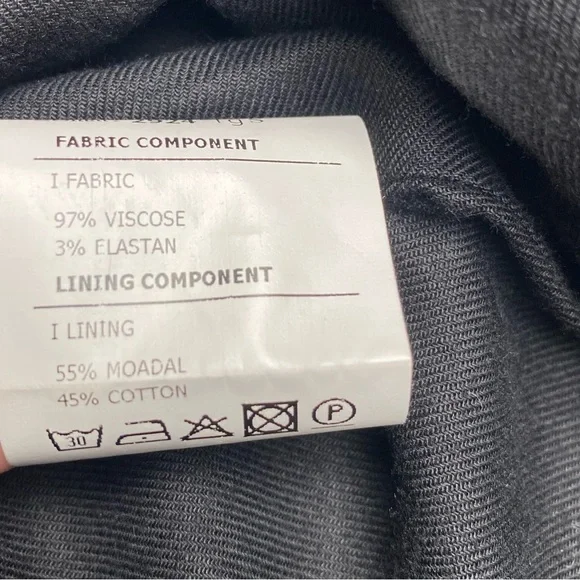 FABRIC COMPONENT
I FABRIC
97% VISCOSE
3% ELASTAN
LINING COMPONENT
I LINING
55% MOADAL
45% COTTON
30
P